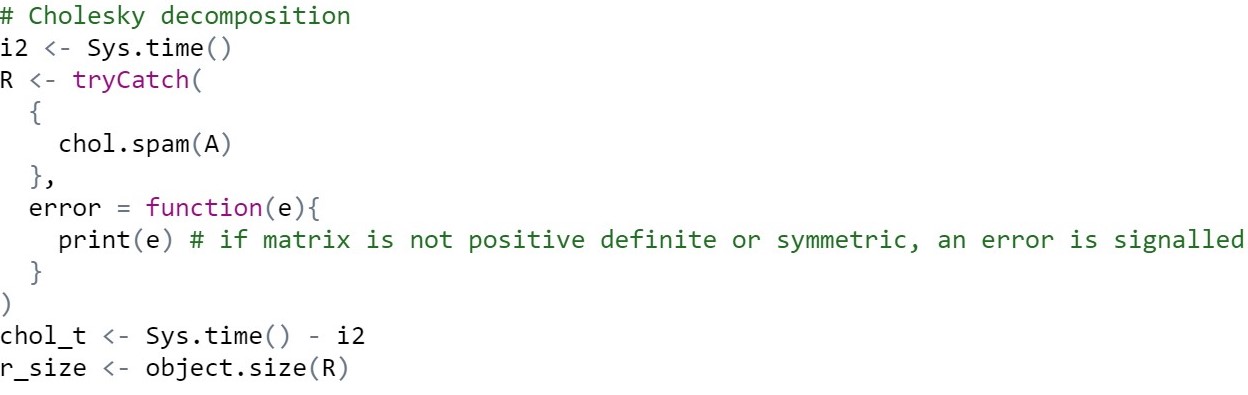 # Cholesky decomposition
i2 <- Sys.time()
R <- tryCatch(
  {
    chol.spam(A)
  },
  error = function(e){
    print(e) # if matrix is not positive definite or symmetric, an error is signalled
  }
)
chol_t <- Sys.time() - i2
r_size <- object.size(R)